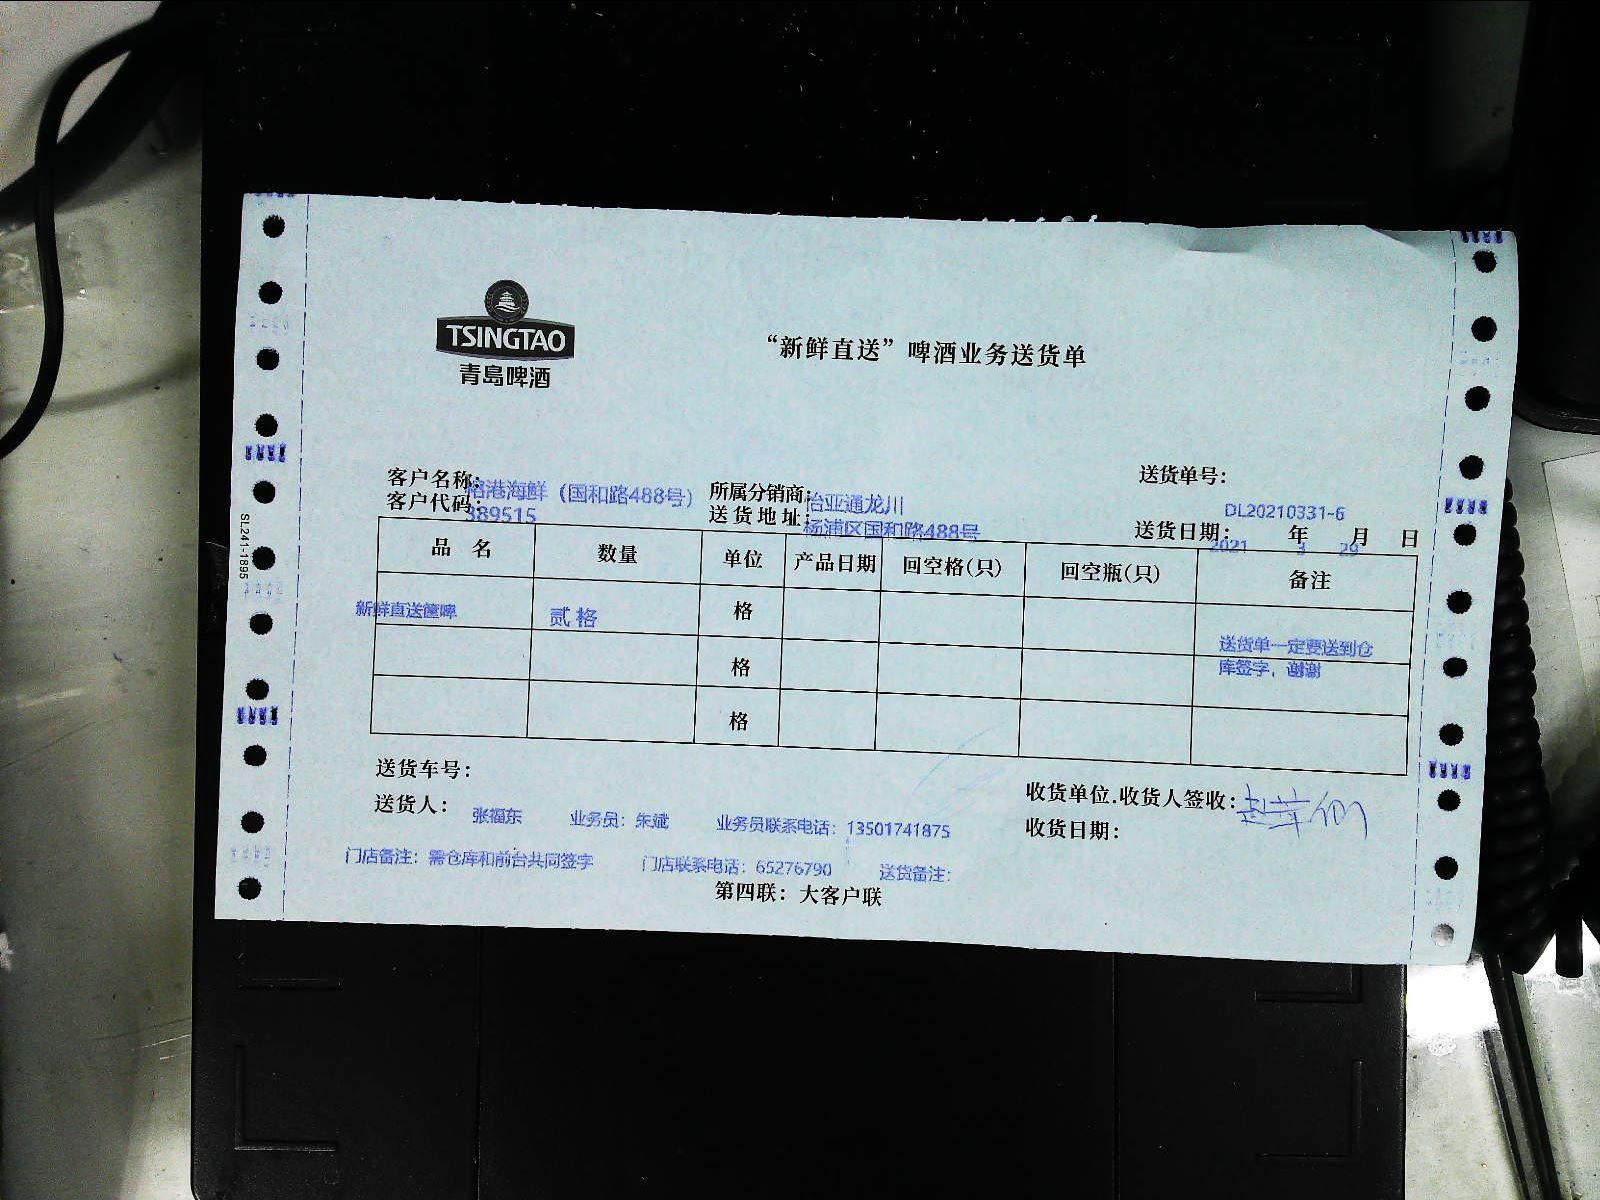 TSINGTAO
青岛啤酒
“新鲜直送”啤酒业务送货单
送货单号：
DL20210331-6
客户名称：港海鲜（国和路488号）
所属分销商：怡亚通龙川
客户代码：389515
送货地址：杨浦区国和路488号
送货日期：2021 年 3 月 29 日
品 名 数量 单位 产品日期 回空格(只) 回空瓶(只) 备注
新鲜直送筐啤 贰格 格
送货单一定要送到仓
库签字，谢谢
格
格
送货车号：
收货单位.收货人签收：
送货人：张福东 业务员：朱斌 业务员联系电话：13501741875
收货日期：
门店备注：需仓库和前台共同签字 门店联系电话：65276790 送货备注：
第四联：大客户联
SL241-1895